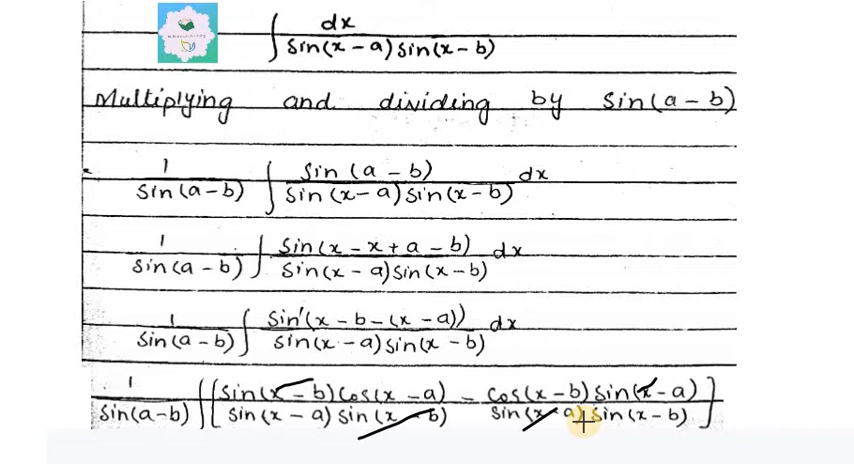 ∫ dx / sin(x - a) sin(x - b)
Multiplying and dividing by sin(a - b)
1 / sin(a - b) ∫ sin(a - b) / sin(x - a) sin(x - b) dx
1 / sin(a - b) ∫ sin(x - x + a - b) / sin(x - a) sin(x - b) dx
1 / sin(a - b) ∫ sin(x - b - (x - a)) / sin(x - a) sin(x - b) dx
1 / sin(a - b) ∫ [ sin(x - b) cos(x - a) / sin(x - a) sin(x - b) - cos(x - b) sin(x - a) / sin(x - a) sin(x - b) ]